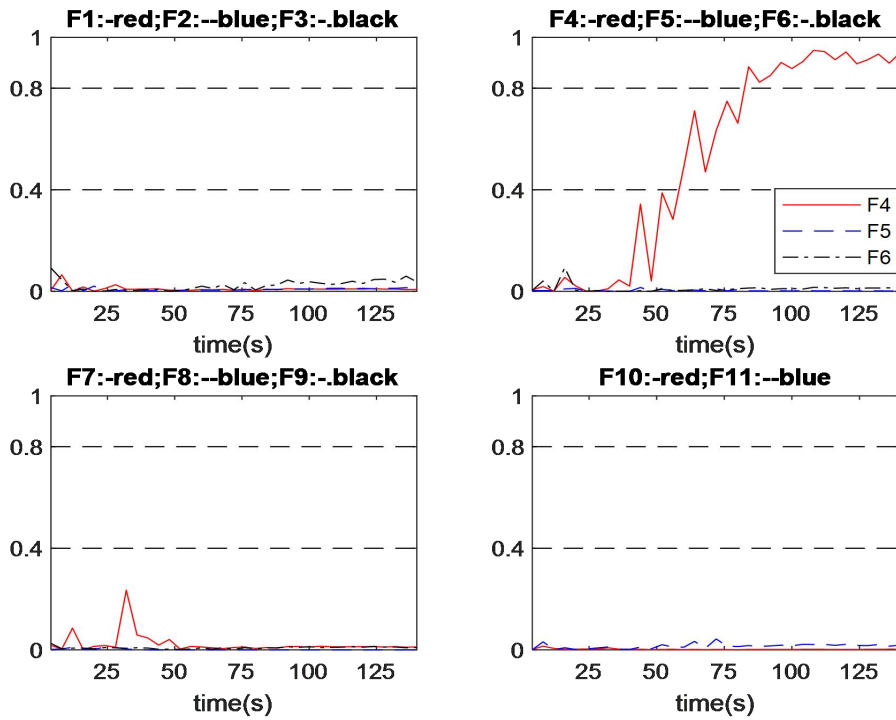 F1:-red;F2:--blue;F3:-.black
1
0.8
0.4
0
25 50 75 100 125
time(s)
F4:-red;F5:--blue;F6:-.black
1
0.8
0.4
0
F4
F5
F6
25 50 75 100 125
time(s)
F7:-red;F8:--blue;F9:-.black
1
0.8
0.4
0
25 50 75 100 125
time(s)
F10:-red;F11:--blue
1
0.8
0.4
0
25 50 75 100 125
time(s)